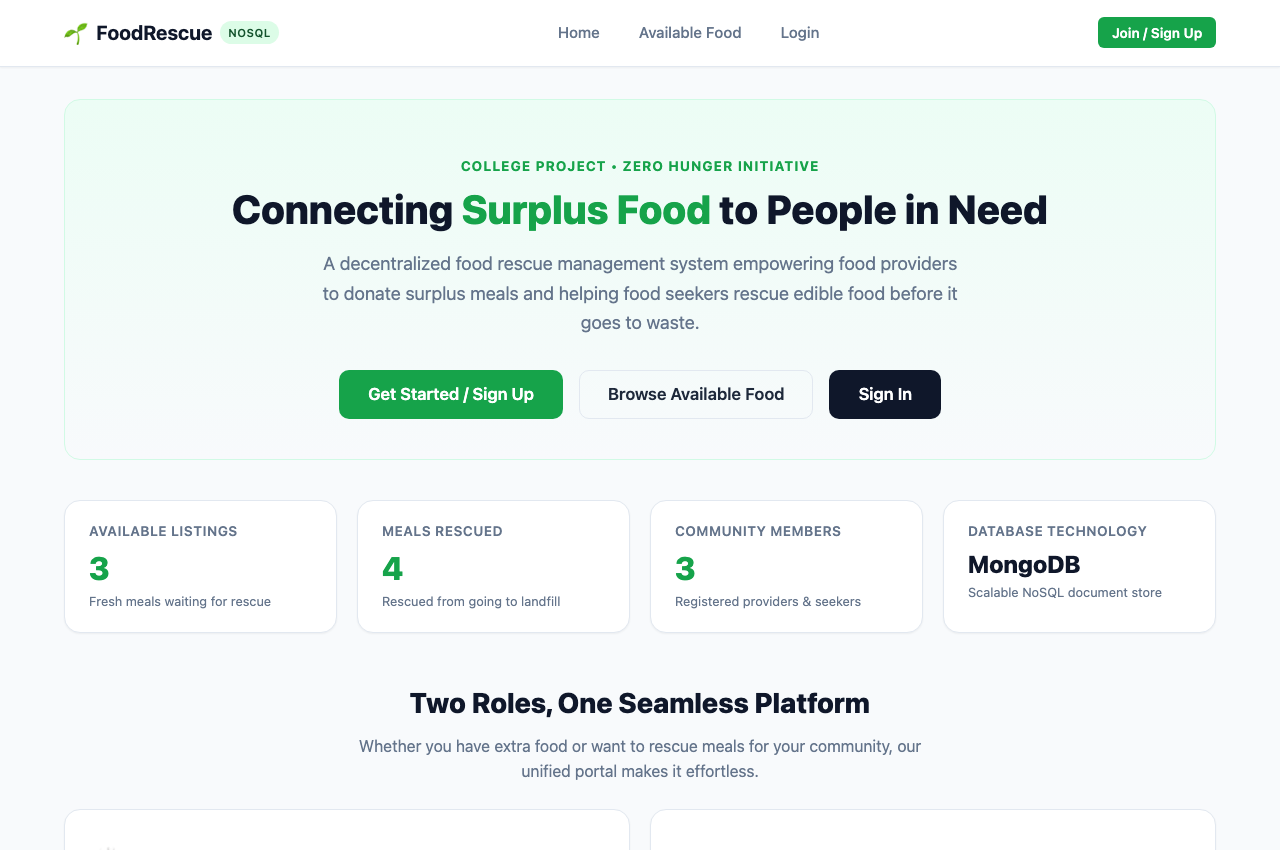 FoodRescue NOSQL
Home
Available Food
Login
Join / Sign Up
COLLEGE PROJECT • ZERO HUNGER INITIATIVE
Connecting Surplus Food to People in Need
A decentralized food rescue management system empowering food providers
to donate surplus meals and helping food seekers rescue edible food before it
goes to waste.
Get Started / Sign Up
Browse Available Food
Sign In
AVAILABLE LISTINGS
3
Fresh meals waiting for rescue
MEALS RESCUED
4
Rescued from going to landfill
COMMUNITY MEMBERS
3
Registered providers & seekers
DATABASE TECHNOLOGY
MongoDB
Scalable NoSQL document store
Two Roles, One Seamless Platform
Whether you have extra food or want to rescue meals for your community, our
unified portal makes it effortless.